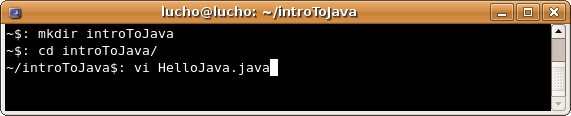 lucho@lucho: ~/introToJava
~$: mkdir introToJava
~$: cd introToJava/
~/introToJava$: vi HelloJava.java